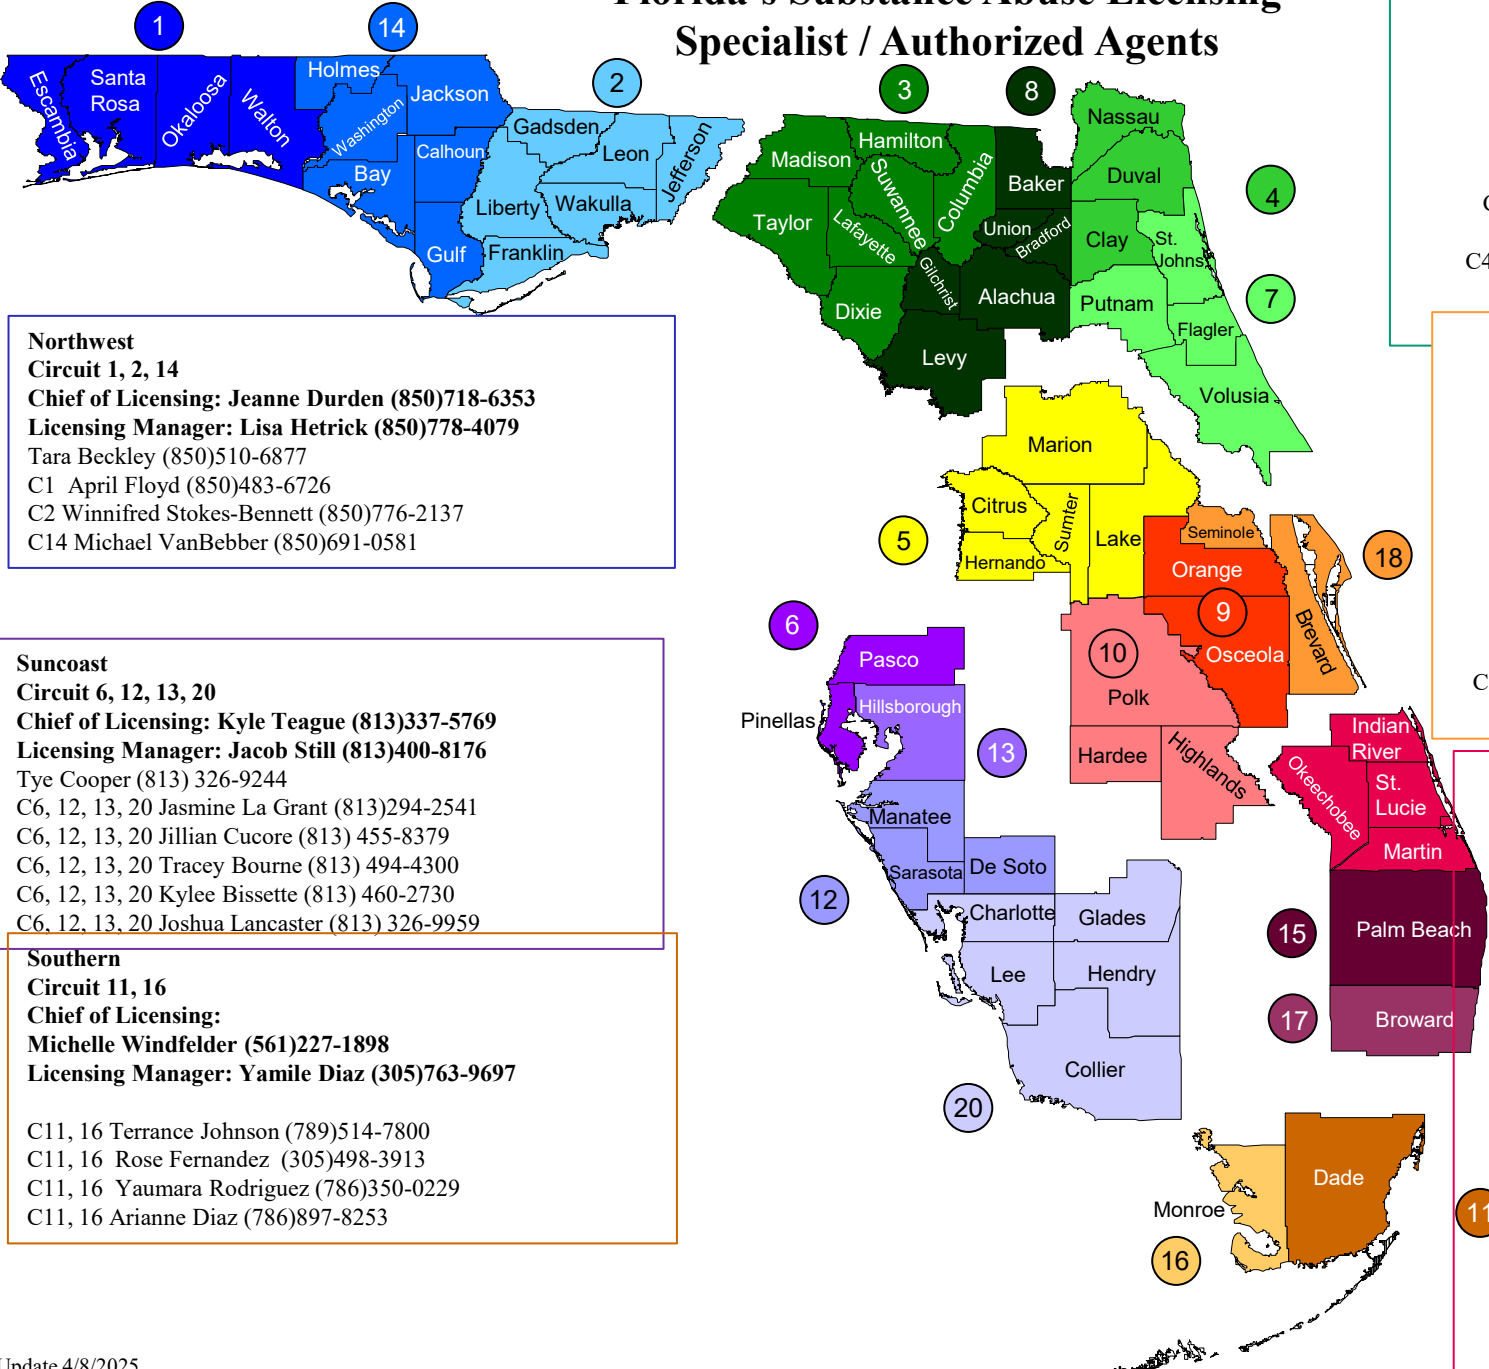 Florida's Substance Abuse Licensing
Specialist / Authorized Agents
1
14
2
3
8
4
7
5
18
9
6
10
13
12
15
17
20
16
11
Escambia
Santa
Rosa
Okaloosa
Walton
Holmes
Washington
Jackson
Bay
Calhoun
Gulf
Gadsden
Leon
Jefferson
Liberty
Wakulla
Franklin
Madison
Hamilton
Taylor
Suwannee
Lafayette
Columbia
Dixie
Gilchrist
Baker
Union
Bradford
Alachua
Levy
Nassau
Duval
Clay
St.
Johns
Putnam
Flagler
Volusia
Marion
Citrus
Sumter
Lake
Hernando
Seminole
Orange
Osceola
Brevard
Pasco
Pinellas
Hillsborough
Polk
Hardee
Highlands
Manatee
Sarasota
De Soto
Charlotte
Glades
Lee
Hendry
Collier
Indian
River
Okeechobee
St.
Lucie
Martin
Palm Beach
Broward
Monroe
Dade
Northwest
Circuit 1, 2, 14
Chief of Licensing: Jeanne Durden (850)718-6353
Licensing Manager: Lisa Hetrick (850)778-4079
Tara Beckley (850)510-6877
C1 April Floyd (850)483-6726
C2 Winnifred Stokes-Bennett (850)776-2137
C14 Michael VanBebber (850)691-0581
Suncoast
Circuit 6, 12, 13, 20
Chief of Licensing: Kyle Teague (813)337-5769
Licensing Manager: Jacob Still (813)400-8176
Tye Cooper (813) 326-9244
C6, 12, 13, 20 Jasmine La Grant (813)294-2541
C6, 12, 13, 20 Jillian Cucore (813) 455-8379
C6, 12, 13, 20 Tracey Bourne (813) 494-4300
C6, 12, 13, 20 Kylee Bissette (813) 460-2730
C6, 12, 13, 20 Joshua Lancaster (813) 326-9959
Southern
Circuit 11, 16
Chief of Licensing:
Michelle Windfelder (561)227-1898
Licensing Manager: Yamile Diaz (305)763-9697
C11, 16 Terrance Johnson (789)514-7800
C11, 16 Rose Fernandez (305)498-3913
C11, 16 Yaumara Rodriguez (786)350-0229
C11, 16 Arianne Diaz (786)897-8253
C4
C
Update 4/8/2025